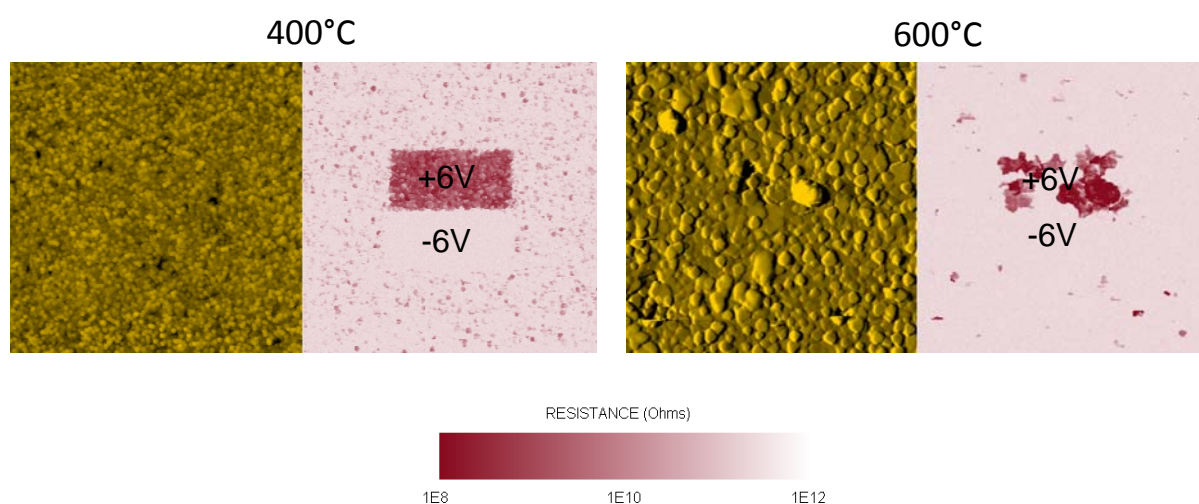 400°C
600°C
+6V
+6V
-6V
-6V
RESISTANCE (Ohms)
1E8
1E10
1E12